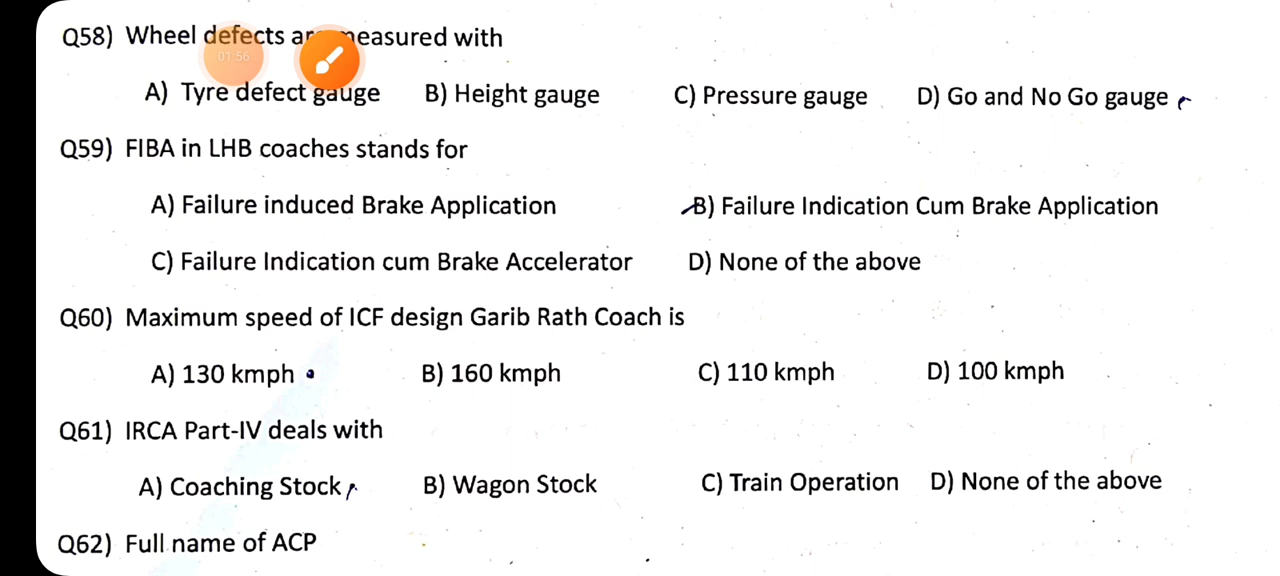 Q58) Wheel defects are measured with
01:56
A) Tyre defect gauge B) Height gauge C) Pressure gauge D) Go and No Go gauge
Q59) FIBA in LHB coaches stands for
A) Failure induced Brake Application B) Failure Indication Cum Brake Application
C) Failure Indication cum Brake Accelerator D) None of the above
Q60) Maximum speed of ICF design Garib Rath Coach is
A) 130 kmph B) 160 kmph C) 110 kmph D) 100 kmph
Q61) IRCA Part-IV deals with
A) Coaching Stock B) Wagon Stock C) Train Operation D) None of the above
Q62) Full name of ACP